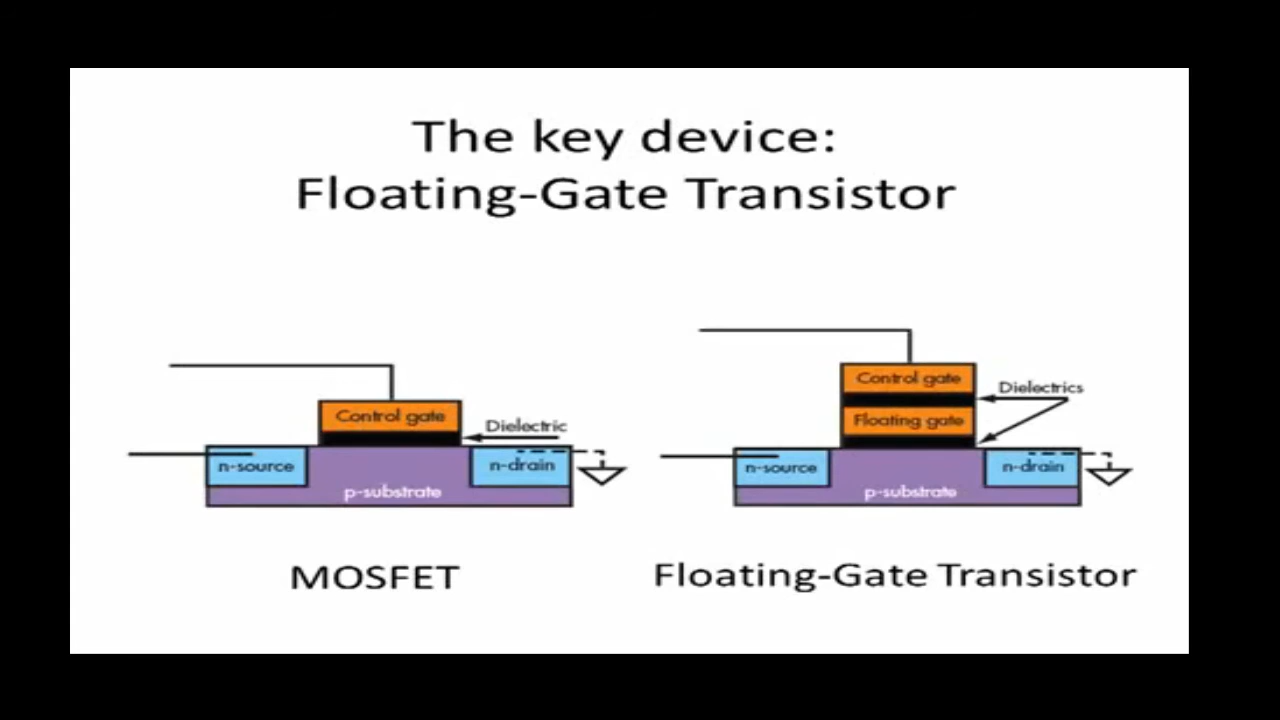 The key device:
Floating-Gate Transistor
Control gate
Dielectric
n-source
n-drain
p-substrate
MOSFET
Control gate
Dielectrics
Floating gate
n-source
n-drain
p-substrate
Floating-Gate Transistor